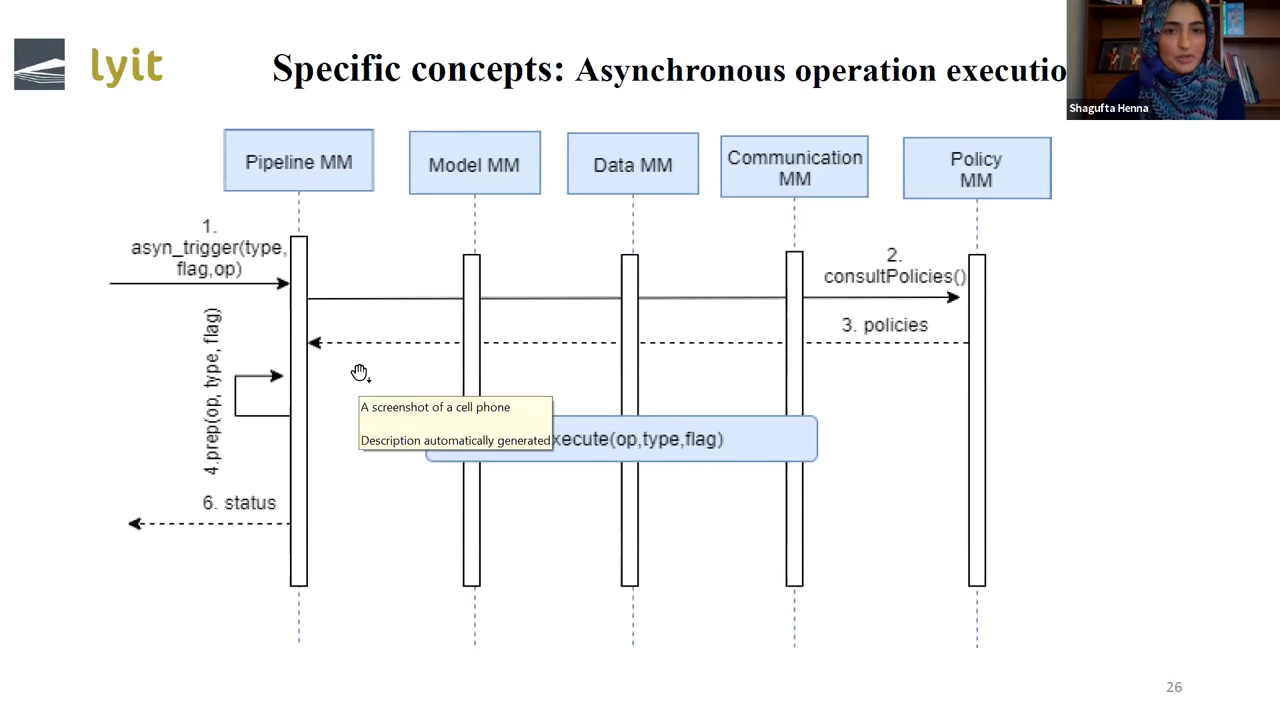 lyit
Specific concepts: Asynchronous operation executio
Shagufta Henna
Pipeline MM
Model MM
Data MM
Communication
MM
Policy
MM
1.
asyn_trigger(type,
flag,op)
2.
consultPolicies()
3. policies
4.prep(op, type, flag)
A screenshot of a cell phone
Description automatically generated
xecute(op,type,flag)
6. status
26